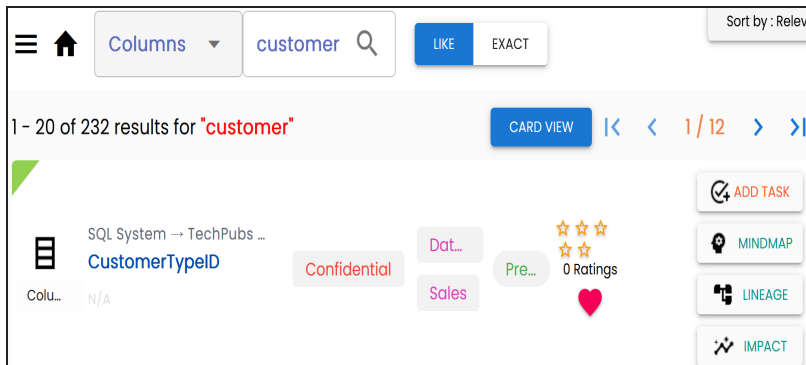 Columns
customer
LIKE
EXACT
Sort by : Relev
1 - 20 of 232 results for "customer"
CARD VIEW
1 / 12
ADD TASK
SQL System → TechPubs ...
CustomerTypeID
N/A
Colu...
Confidential
Dat...
Sales
Pre...
0 Ratings
MINDMAP
LINEAGE
IMPACT